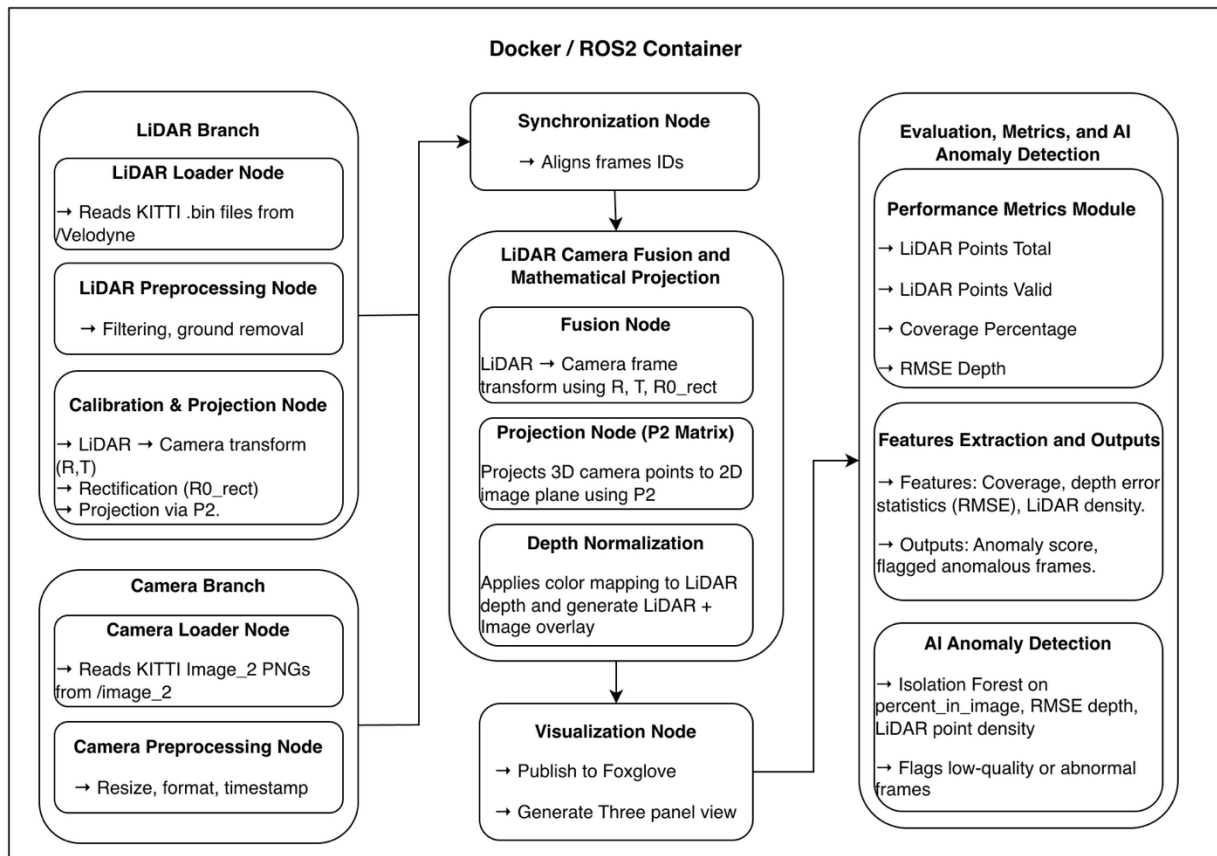 Docker / ROS2 Container
LiDAR Branch
LiDAR Loader Node
→ Reads KITTI .bin files from
/Velodyne
LiDAR Preprocessing Node
→ Filtering, ground removal
Calibration & Projection Node
→ LiDAR → Camera transform
(R,T)
→ Rectification (R0_rect)
→ Projection via P2.
Camera Branch
Camera Loader Node
→ Reads KITTI Image_2 PNGs
from /image_2
Camera Preprocessing Node
→ Resize, format, timestamp
Synchronization Node
→ Aligns frames IDs
LiDAR Camera Fusion and
Mathematical Projection
Fusion Node
LiDAR → Camera frame
transform using R, T, R0_rect
Projection Node (P2 Matrix)
Projects 3D camera points to 2D
image plane using P2
Depth Normalization
Applies color mapping to LiDAR
depth and generate LiDAR +
Image overlay
Visualization Node
→ Publish to Foxglove
→ Generate Three panel view
Evaluation, Metrics, and AI
Anomaly Detection
Performance Metrics Module
→ LiDAR Points Total
→ LiDAR Points Valid
→ Coverage Percentage
→ RMSE Depth
Features Extraction and Outputs
→ Features: Coverage, depth error
statistics (RMSE), LiDAR density.
→ Outputs: Anomaly score,
flagged anomalous frames.
AI Anomaly Detection
→ Isolation Forest on
percent_in_image, RMSE depth,
LiDAR point density
→ Flags low-quality or abnormal
frames